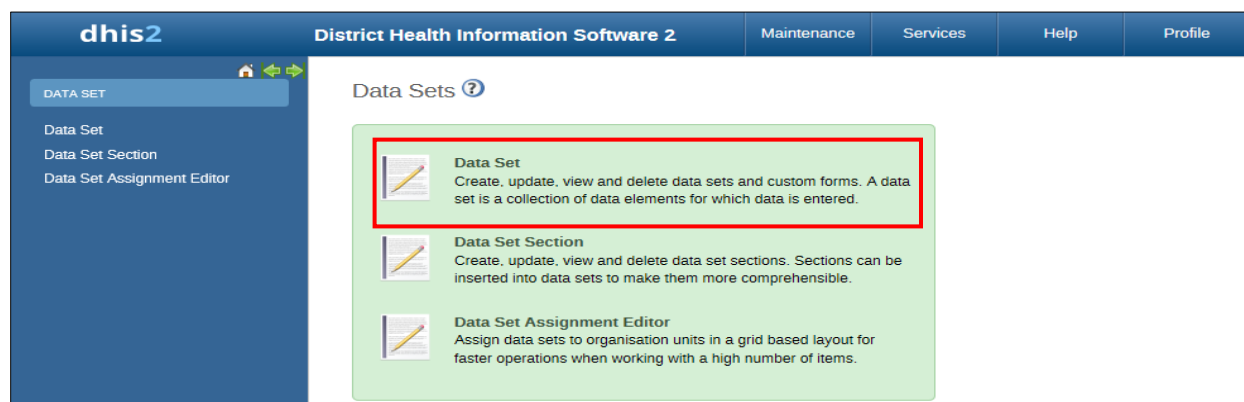 dhis2
District Health Information Software 2
Maintenance
Services
Help
Profile
DATA SET
Data Set
Data Set Section
Data Set Assignment Editor
Data Sets ?
Data Set
Create, update, view and delete data sets and custom forms. A data
set is a collection of data elements for which data is entered.
Data Set Section
Create, update, view and delete data set sections. Sections can be
inserted into data sets to make them more comprehensible.
Data Set Assignment Editor
Assign data sets to organisation units in a grid based layout for
faster operations when working with a high number of items.